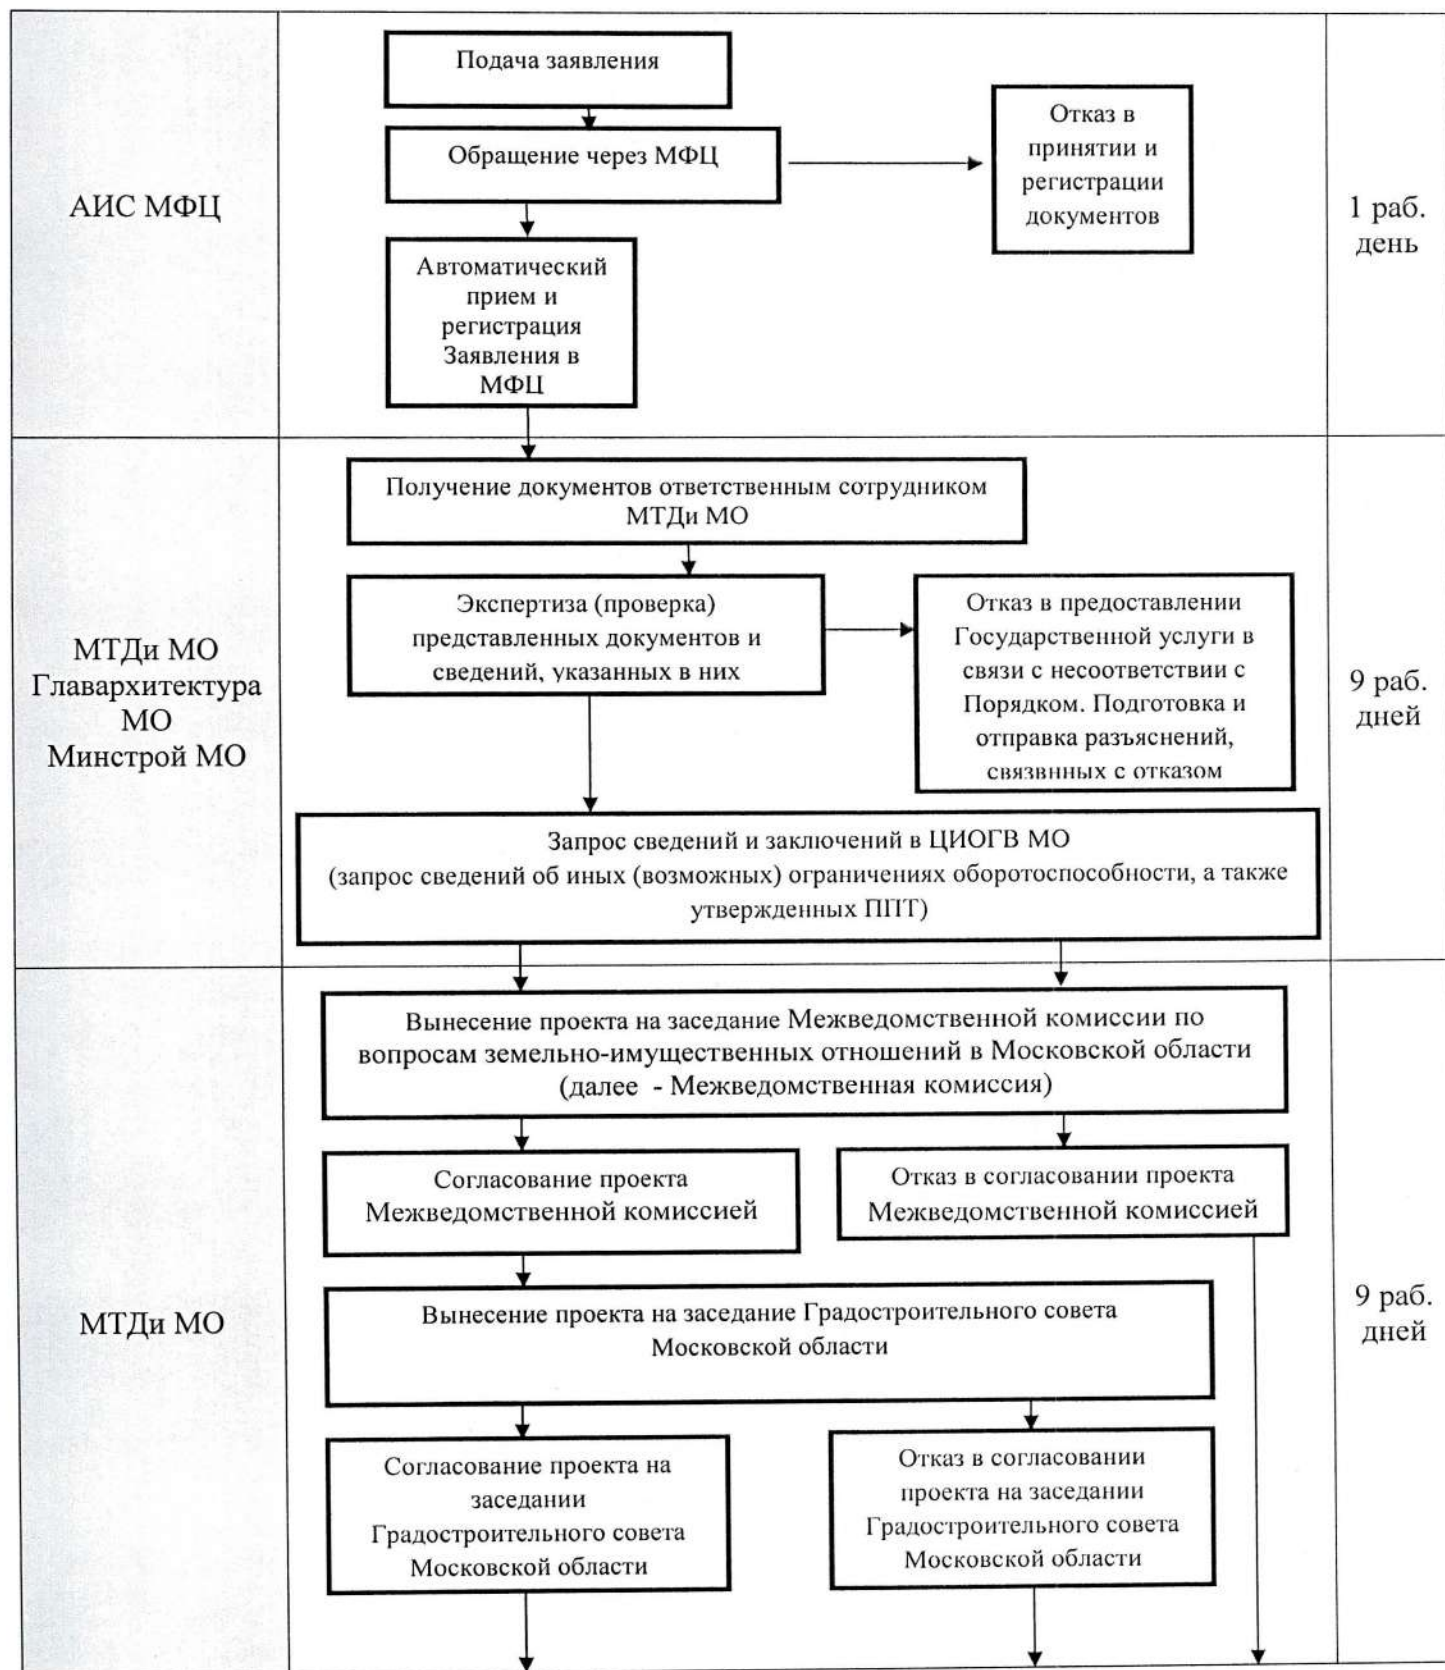 АИС МФЦ
Подача заявления
Обращение через МФЦ
Отказ в
принятии и
регистрации
документов
Автоматический
прием и
регистрация
Заявления в
МФЦ
1 раб.
день
МТДи МО
Главархитектура
МО
Минстрой МО
Получение документов ответственным сотрудником
МТДи МО
Экспертиза (проверка)
представленных документов и
сведений, указанных в них
Отказ в предоставлении
Государственной услуги в
связи с несоответствии с
Порядком. Подготовка и
отправка разъяснений,
связвнных с отказом
Запрос сведений и заключений в ЦИОГВ МО
(запрос сведений об иных (возможных) ограничениях оборотоспособности, а также
утвержденных ППТ)
9 раб.
дней
МТДи МО
Вынесение проекта на заседание Межведомственной комиссии по
вопросам земельно-имущественных отношений в Московской области
(далее - Межведомственная комиссия)
Согласование проекта
Межведомственной комиссией
Отказ в согласовании проекта
Межведомственной комиссией
Вынесение проекта на заседание Градостроительного совета
Московской области
Согласование проекта на
заседании
Градостроительного совета
Московской области
Отказ в согласовании
проекта на заседании
Градостроительного совета
Московской области
9 раб.
дней